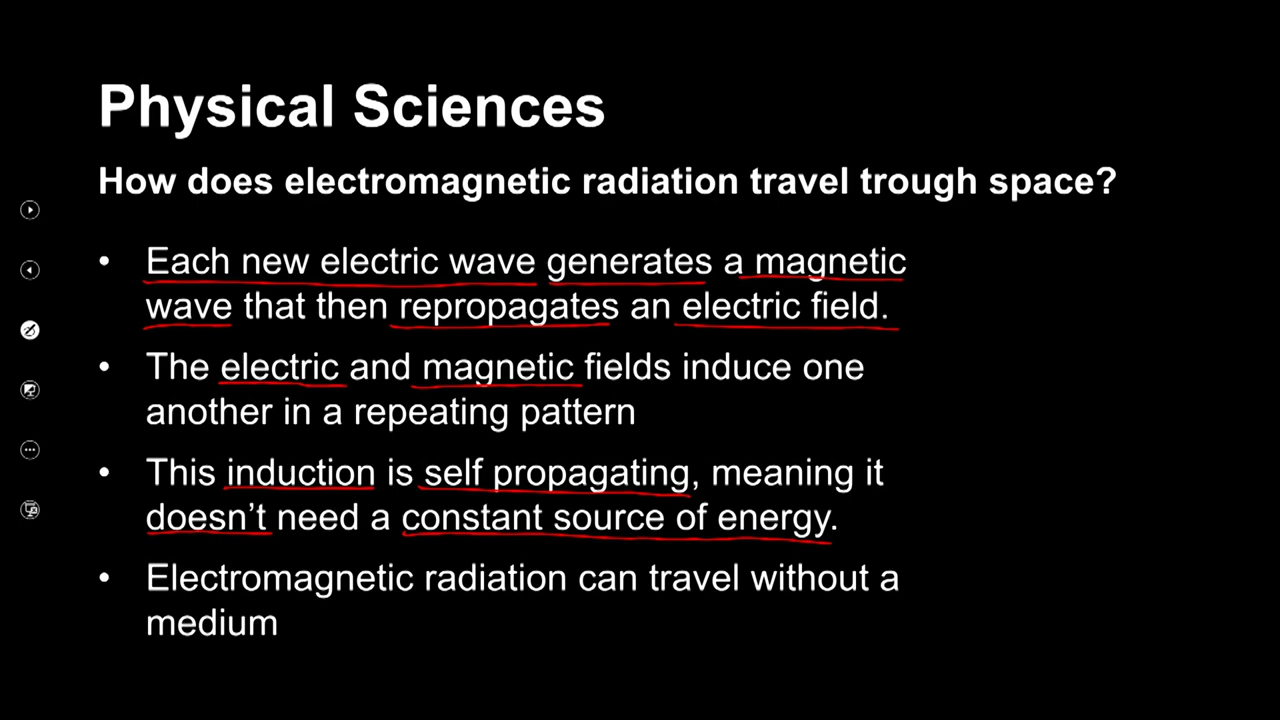 Physical Sciences
How does electromagnetic radiation travel trough space?
• Each new electric wave generates a magnetic
wave that then repropagates an electric field.
• The electric and magnetic fields induce one
another in a repeating pattern
• This induction is self propagating, meaning it
doesn't need a constant source of energy.
• Electromagnetic radiation can travel without a
medium